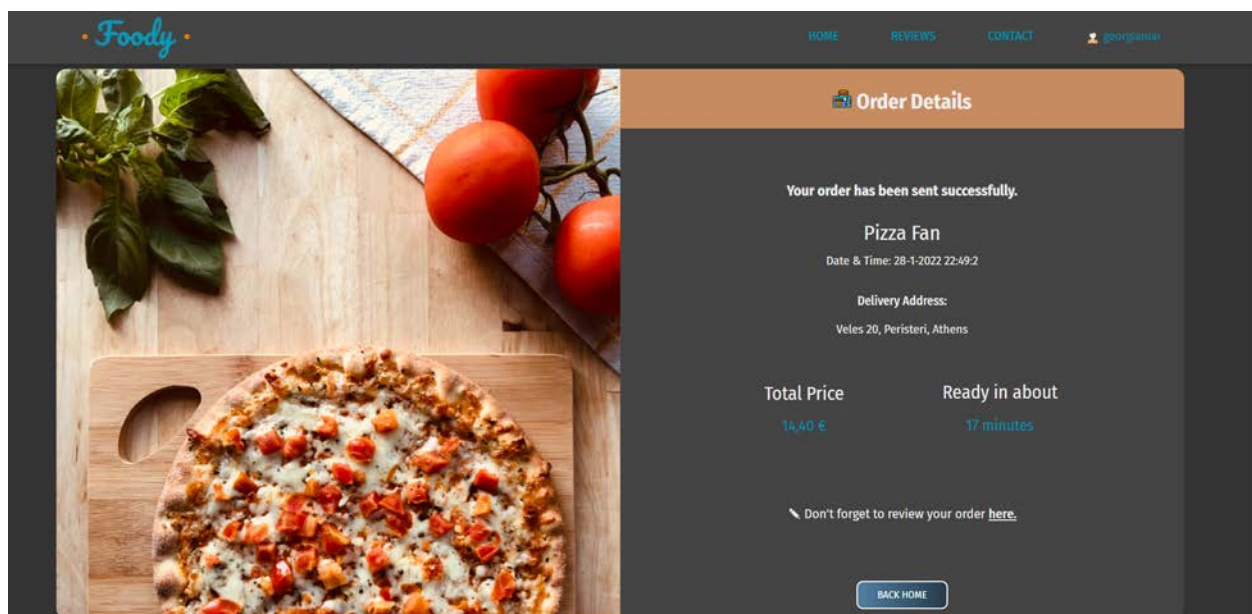 · Foody ·
HOME REVIEWS CONTACT
Order Details
Your order has been sent successfully.
Pizza Fan
Date & Time: 28-1-2022 22:49:2
Delivery Address:
Veles 20, Peristeri, Athens
Total Price Ready in about
14,40 € 17 minutes
Don't forget to review your order here.
BACK HOME